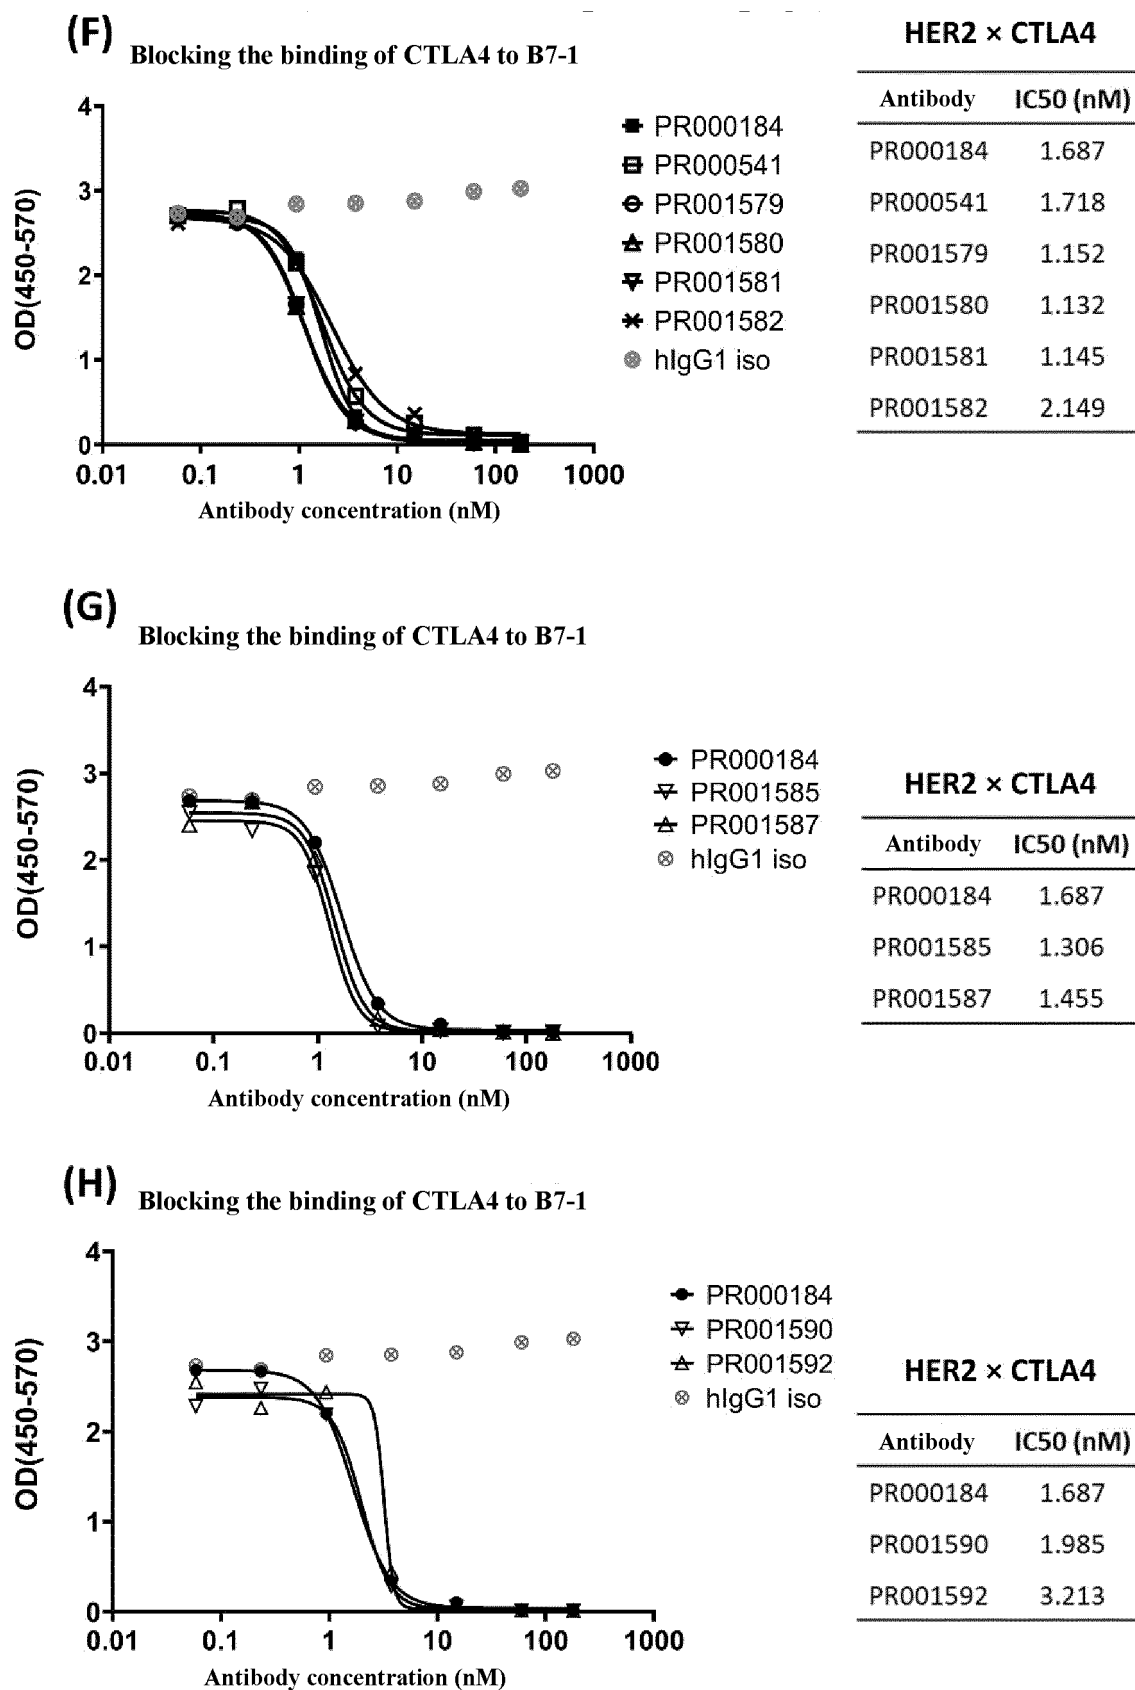 (F)
Blocking the binding of CTLA4 to B7-1
HER2 × CTLA4
Antibody IC50 (nM)
PR000184 1.687
PR000541 1.718
PR001579 1.152
PR001580 1.132
PR001581 1.145
PR001582 2.149
4
3
2
1
0
OD(450-570)
0.01 0.1 1 10 100 1000
Antibody concentration (nM)
PR000184
PR000541
PR001579
PR001580
PR001581
PR001582
hIgG1 iso
(G)
Blocking the binding of CTLA4 to B7-1
4
3
2
1
0
OD(450-570)
0.01 0.1 1 10 100 1000
Antibody concentration (nM)
PR000184
PR001585
PR001587
hIgG1 iso
HER2 × CTLA4
Antibody IC50 (nM)
PR000184 1.687
PR001585 1.306
PR001587 1.455
(H)
Blocking the binding of CTLA4 to B7-1
4
3
2
1
0
OD(450-570)
0.01 0.1 1 10 100 1000
Antibody concentration (nM)
PR000184
PR001590
PR001592
hIgG1 iso
HER2 × CTLA4
Antibody IC50 (nM)
PR000184 1.687
PR001590 1.985
PR001592 3.213